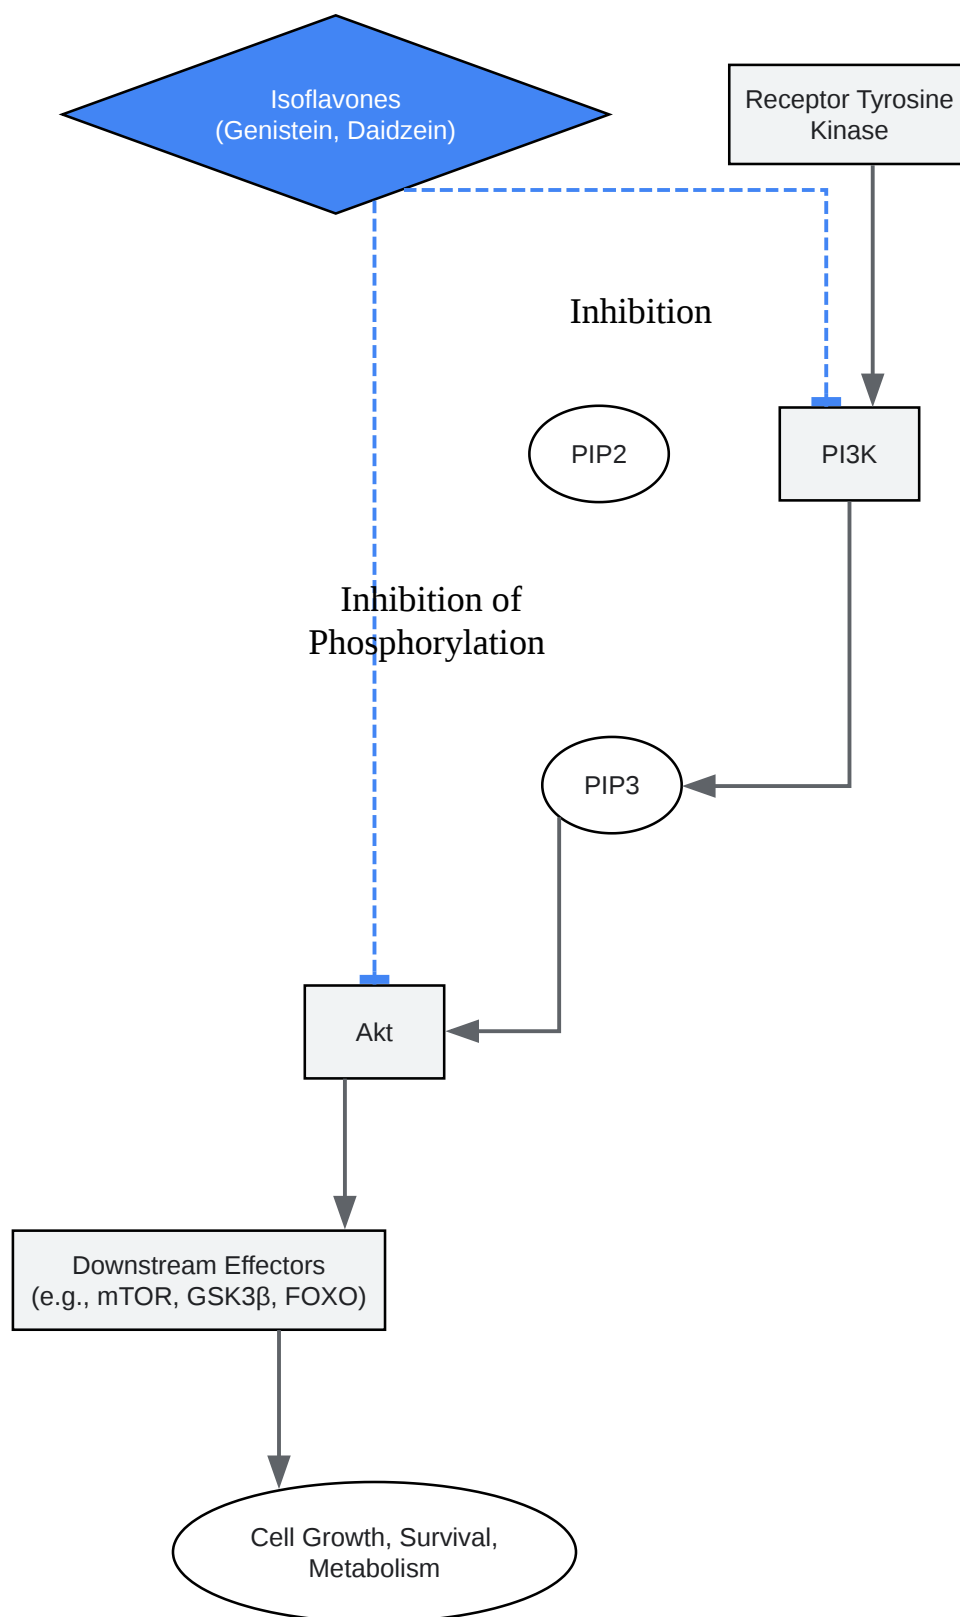 Isoflavones
(Genistein, Daidzein)
Receptor Tyrosine
Kinase
Inhibition
PIP2
PI3K
Inhibition of
Phosphorylation
PIP3
Akt
Downstream Effectors
(e.g., mTOR, GSK3β, FOXO)
Cell Growth, Survival,
Metabolism